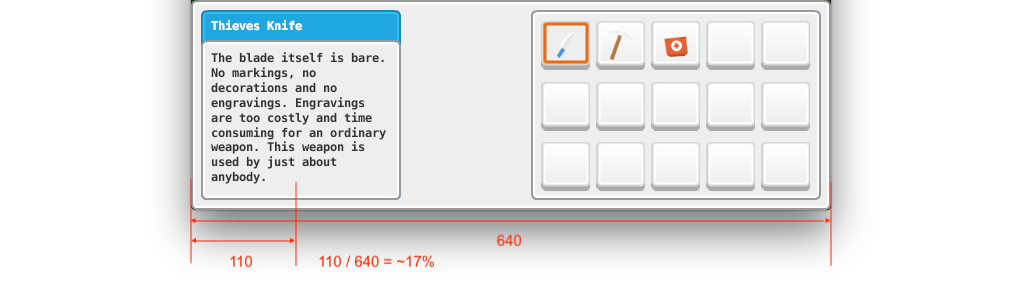 Thieves Knife
The blade itself is bare.
No markings, no
decorations and no
engravings. Engravings
are too costly and time
consuming for an ordinary
weapon. This weapon is
used by just about
anybody.
640
110
110 / 640 = ~17%